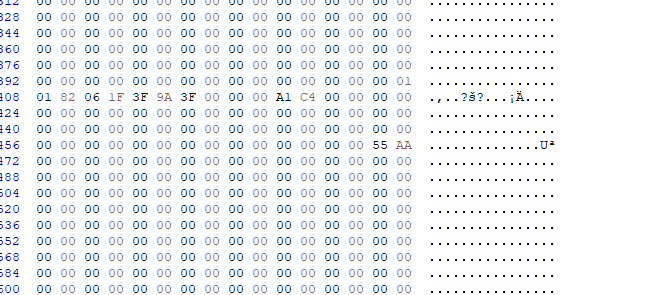 312 00 00 00 00 00 00 00 00 00 00 00 00 00 00 00 00 ................
328 00 00 00 00 00 00 00 00 00 00 00 00 00 00 00 00 ................
344 00 00 00 00 00 00 00 00 00 00 00 00 00 00 00 00 ................
360 00 00 00 00 00 00 00 00 00 00 00 00 00 00 00 00 ................
376 00 00 00 00 00 00 00 00 00 00 00 00 00 00 00 00 ................
392 00 00 00 00 00 00 00 00 00 00 00 00 00 00 00 01 ................
408 01 82 06 1F 3F 9A 3F 00 00 00 A1 C4 00 00 00 00 .‚..?š?...¡Ä....
424 00 00 00 00 00 00 00 00 00 00 00 00 00 00 00 00 ................
440 00 00 00 00 00 00 00 00 00 00 00 00 00 00 00 00 ................
456 00 00 00 00 00 00 00 00 00 00 00 00 00 00 55 AA ..............Uª
472 00 00 00 00 00 00 00 00 00 00 00 00 00 00 00 00 ................
488 00 00 00 00 00 00 00 00 00 00 00 00 00 00 00 00 ................
504 00 00 00 00 00 00 00 00 00 00 00 00 00 00 00 00 ................
520 00 00 00 00 00 00 00 00 00 00 00 00 00 00 00 00 ................
536 00 00 00 00 00 00 00 00 00 00 00 00 00 00 00 00 ................
552 00 00 00 00 00 00 00 00 00 00 00 00 00 00 00 00 ................
568 00 00 00 00 00 00 00 00 00 00 00 00 00 00 00 00 ................
584 00 00 00 00 00 00 00 00 00 00 00 00 00 00 00 00 ................
600 00 00 00 00 00 00 00 00 00 00 00 00 00 00 00 00 ................